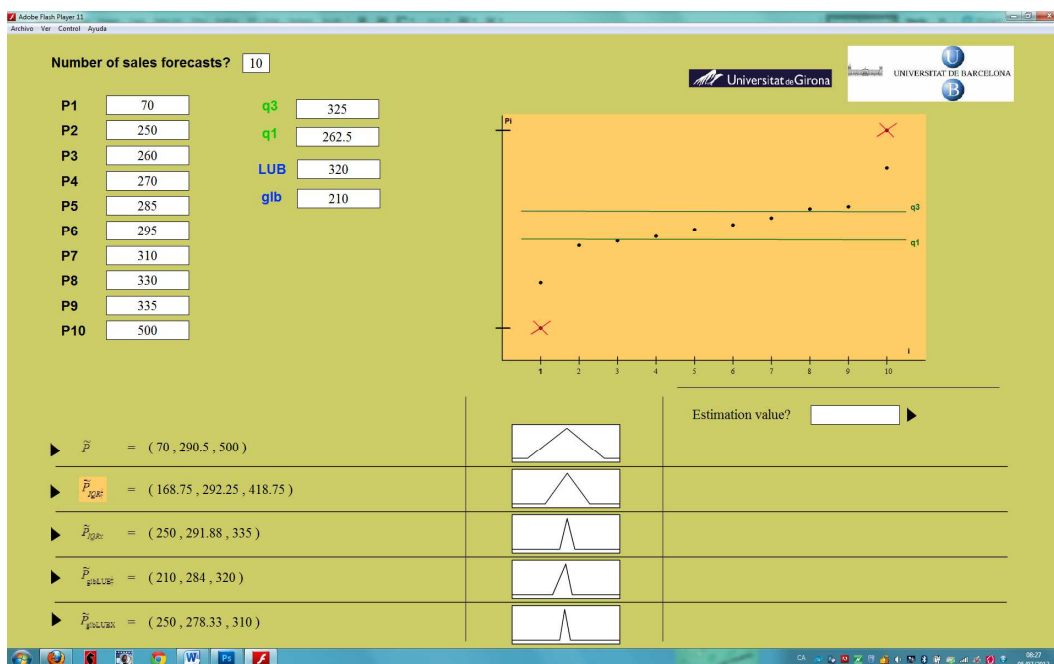 Adobe Flash Player 11
Archivo Ver Control Ayuda
Number of sales forecasts? 10
Universitat de Girona
UNIVERSITAT DE BARCELONA
U
B
P1 70
P2 250
P3 260
P4 270
P5 285
P6 295
P7 310
P8 330
P9 335
P10 500
q3 325
q1 262.5
LUB 320
glb 210
Pi
q3
q1
I
1 2 3 4 5 6 7 8 9 10
Estimation value?
P̃ = ( 70 , 290.5 , 500 )
= ( 168.75 , 292.25 , 418.75 )
= ( 250 , 291.88 , 335 )
= ( 210 , 284 , 320 )
= ( 250 , 278.33 , 310 )
CA
08:27